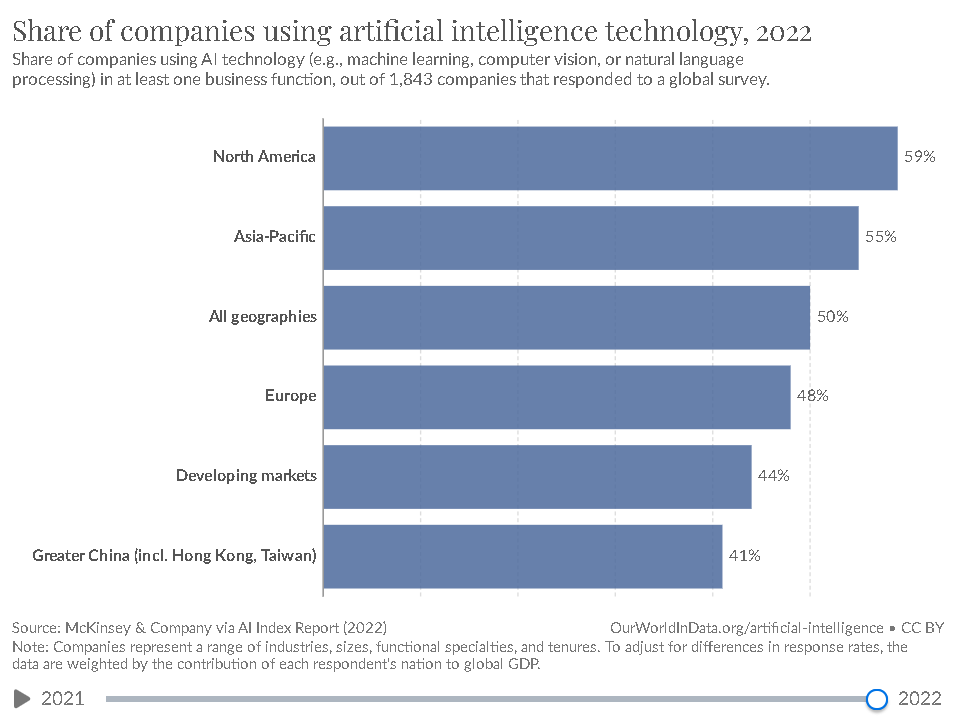 Share of companies using artificial intelligence technology, 2022
Share of companies using AI technology (e.g., machine learning, computer vision, or natural language
processing) in at least one business function, out of 1,843 companies that responded to a global survey.
North America 59%
Asia-Pacific 55%
All geographies 50%
Europe 48%
Developing markets 44%
Greater China (incl. Hong Kong, Taiwan) 41%
Source: McKinsey & Company via AI Index Report (2022) OurWorldInData.org/artificial-intelligence • CC BY
Note: Companies represent a range of industries, sizes, functional specialties, and tenures. To adjust for differences in response rates, the
data are weighted by the contribution of each respondent's nation to global GDP.
2021 2022